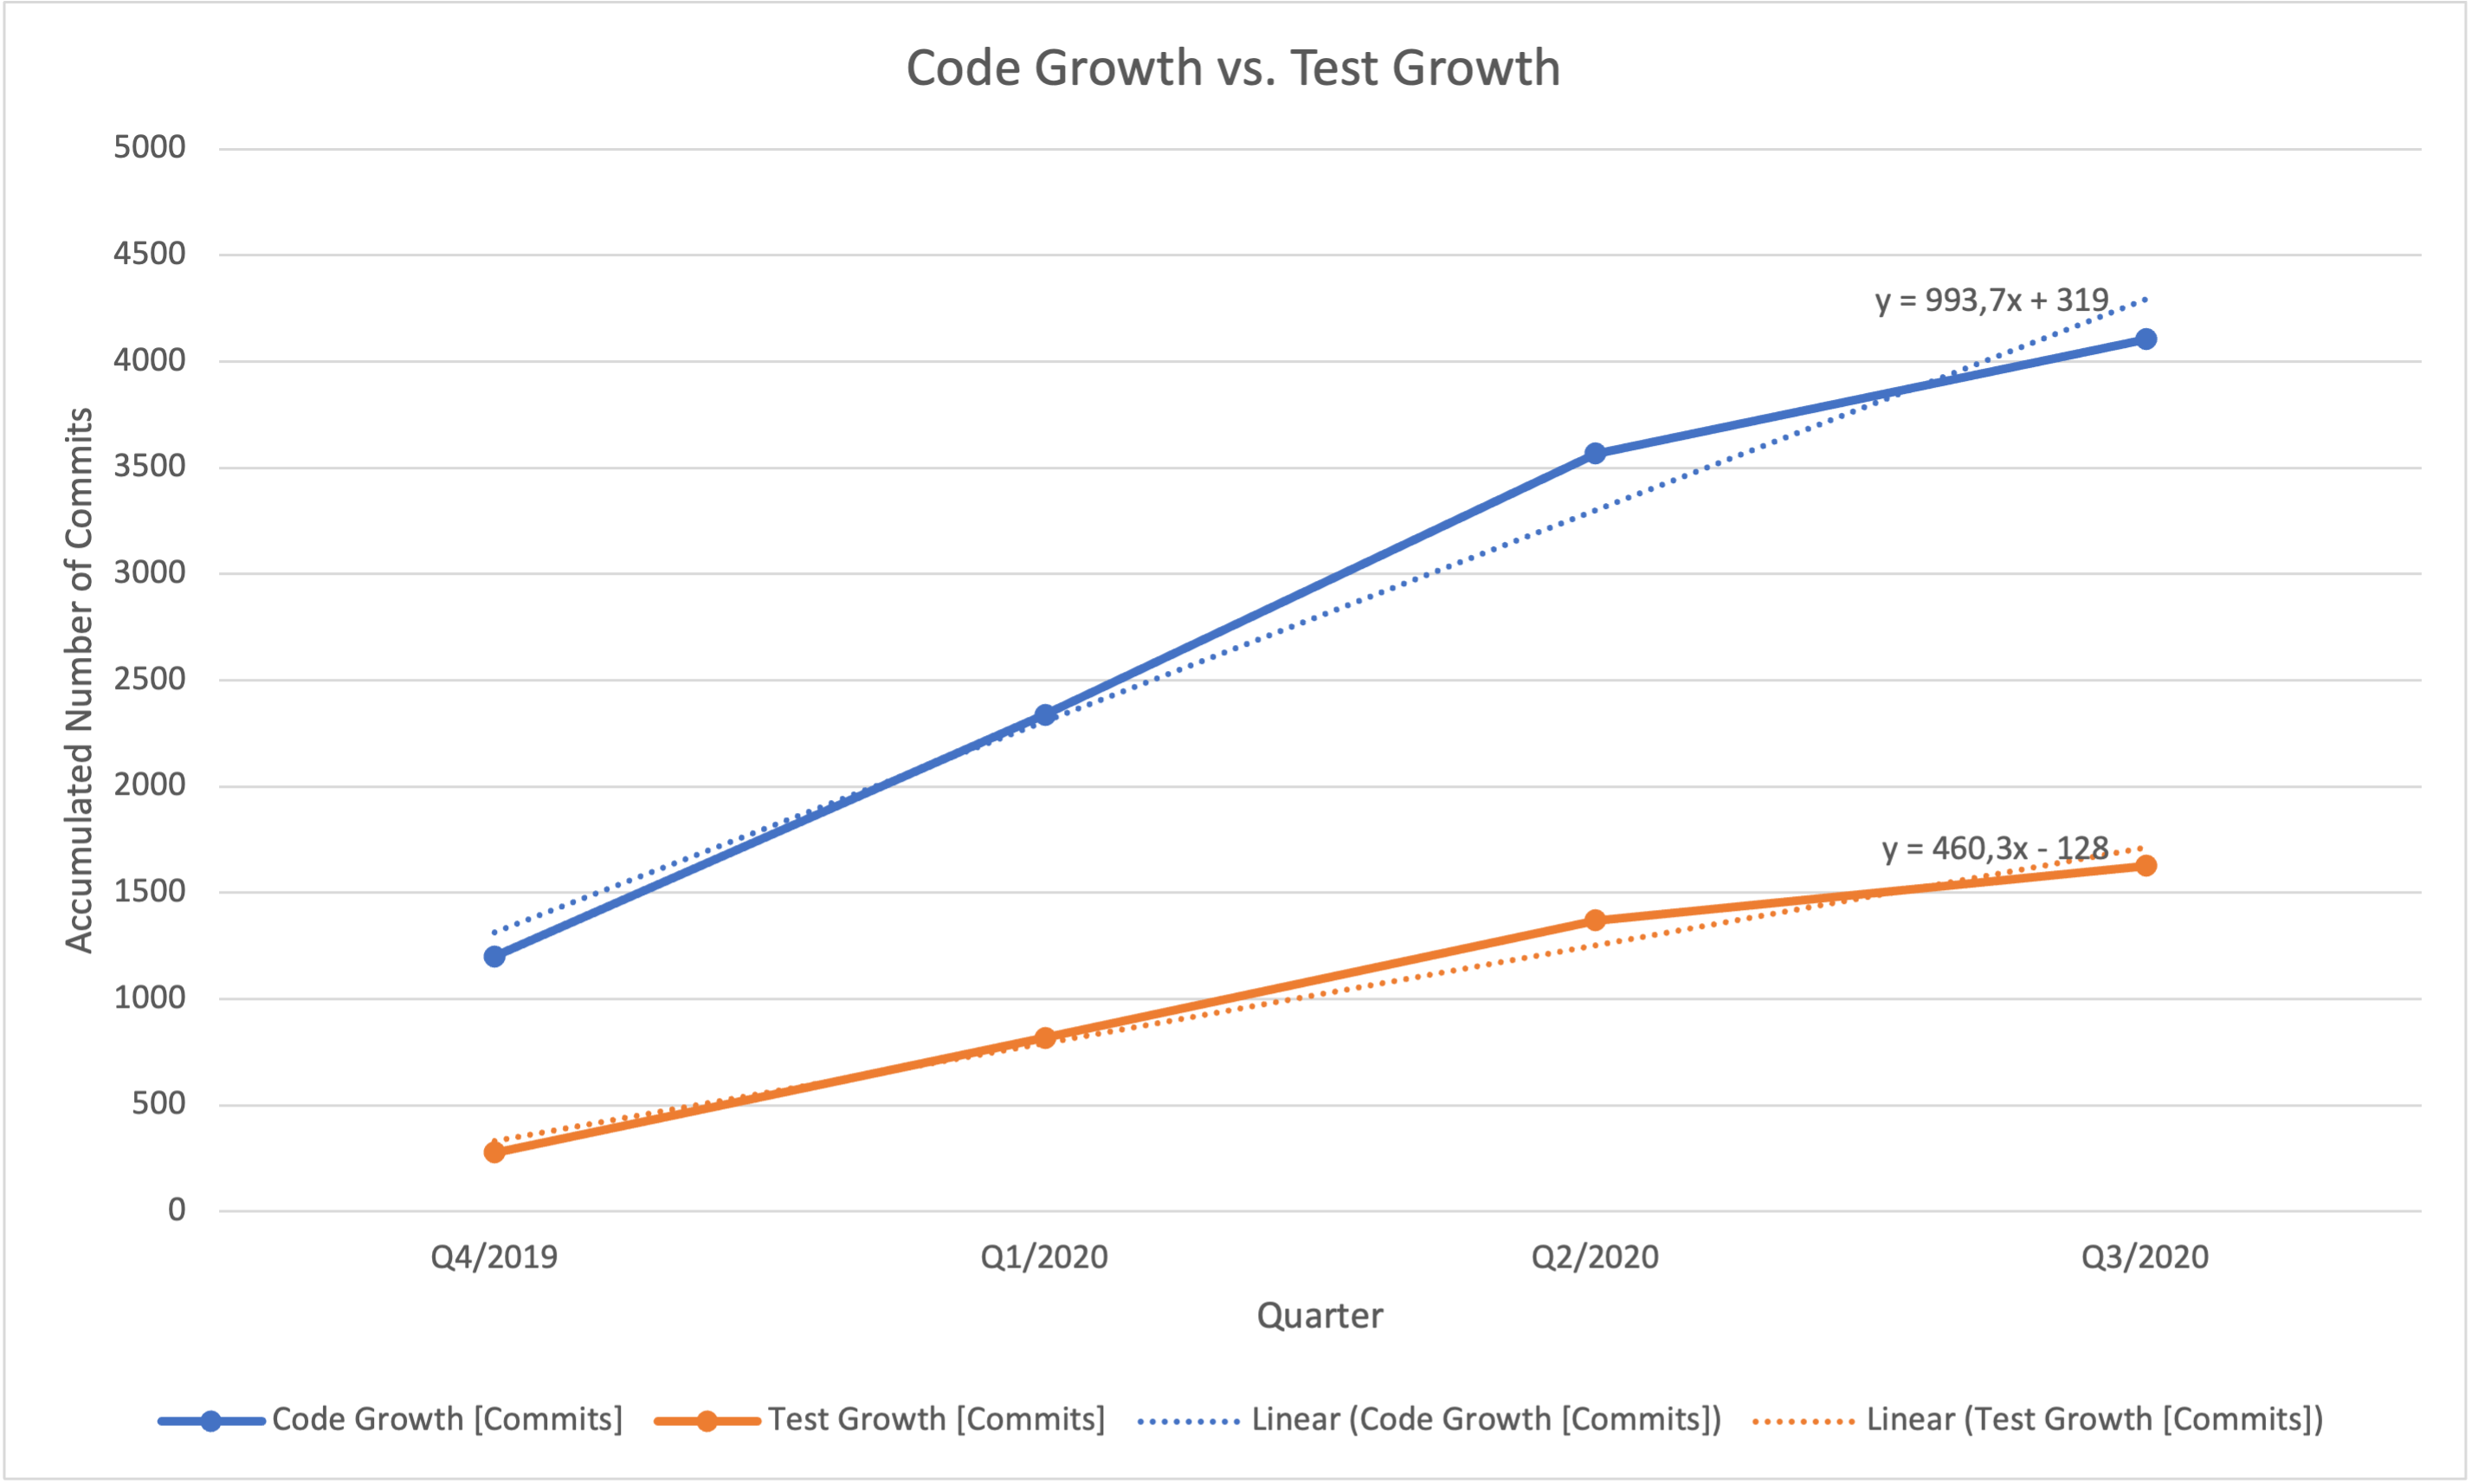 Code Growth vs. Test Growth
5000
4500
4000
3500
3000
2500
2000
1500
1000
500
0
Accumulated Number of Commits
y = 993,7x + 319
y = 460,3x - 128
Q4/2019 Q1/2020 Q2/2020 Q3/2020
Quarter
Code Growth [Commits] Test Growth [Commits] Linear (Code Growth [Commits]) Linear (Test Growth [Commits])